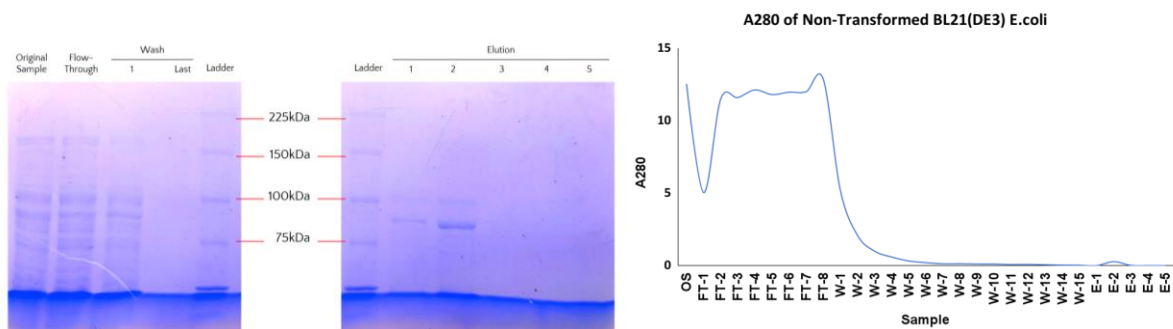 Original Sample
Flow-Through
Wash
1
Last
Ladder
225kDa
150kDa
100kDa
75kDa
Elution
Ladder
1
2
3
4
5
A280 of Non-Transformed BL21(DE3) E.coli
A280
15
10
5
0
OS
FT-1
FT-2
FT-3
FT-4
FT-5
FT-6
FT-7
FT-8
W-1
W-2
W-3
W-4
W-5
W-6
W-7
W-8
W-9
W-10
W-11
W-12
W-13
W-14
W-15
E-1
E-2
E-3
E-4
E-5
Sample